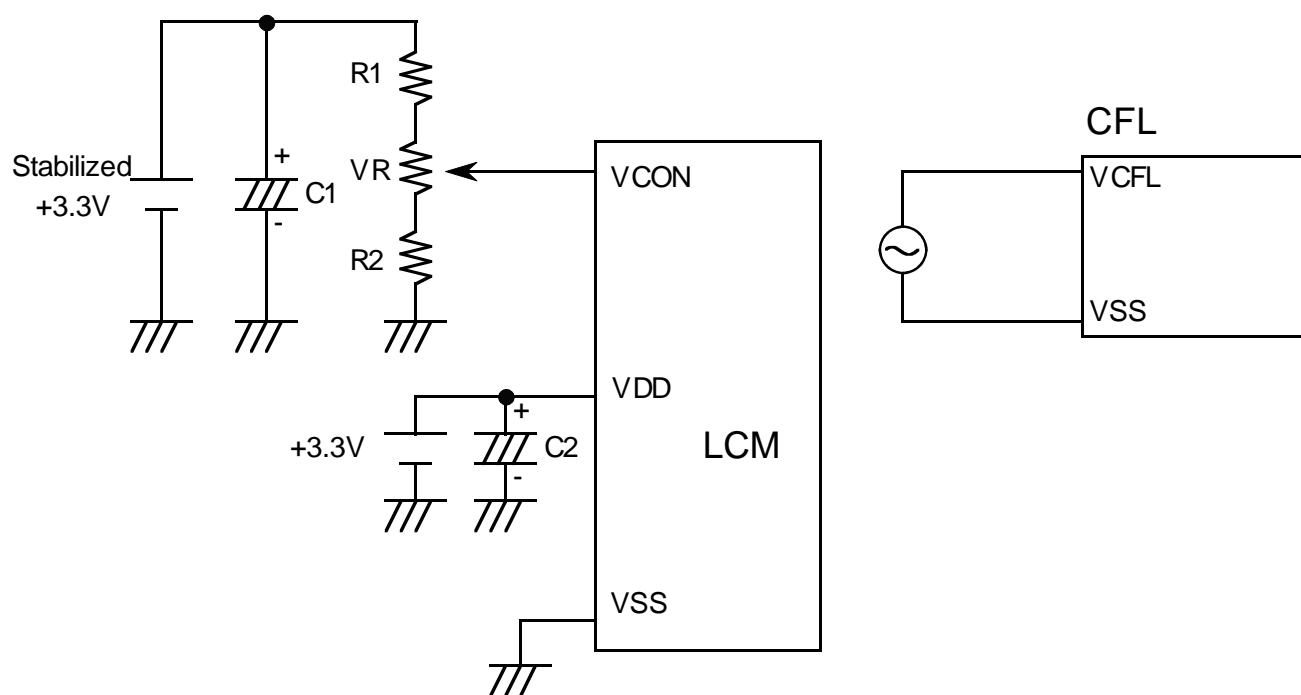 R1
CFL
Stabilized
+3.3V
+
C1
-
VR
VCON
VCFL
R2
VSS
VDD
+3.3V
+
C2
-
LCM
VSS